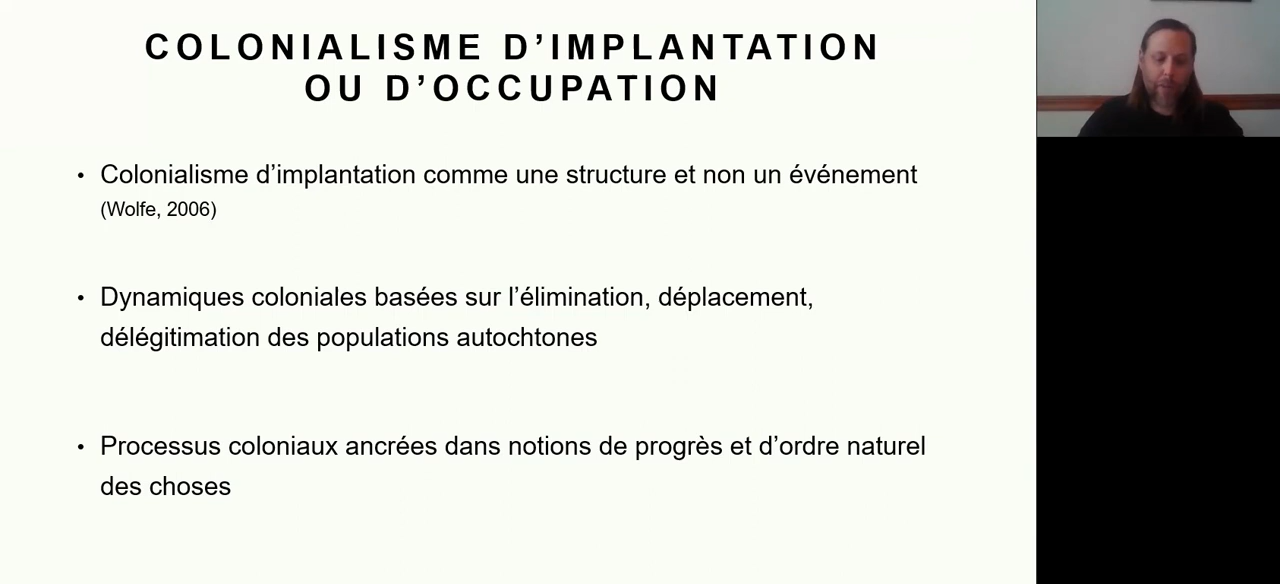 COLONIALISME D’IMPLANTATION
OU D’OCCUPATION
• Colonialisme d’implantation comme une structure et non un événement
(Wolfe, 2006)
• Dynamiques coloniales basées sur l’élimination, déplacement,
délégitimation des populations autochtones
• Processus coloniaux ancrées dans notions de progrès et d’ordre naturel
des choses